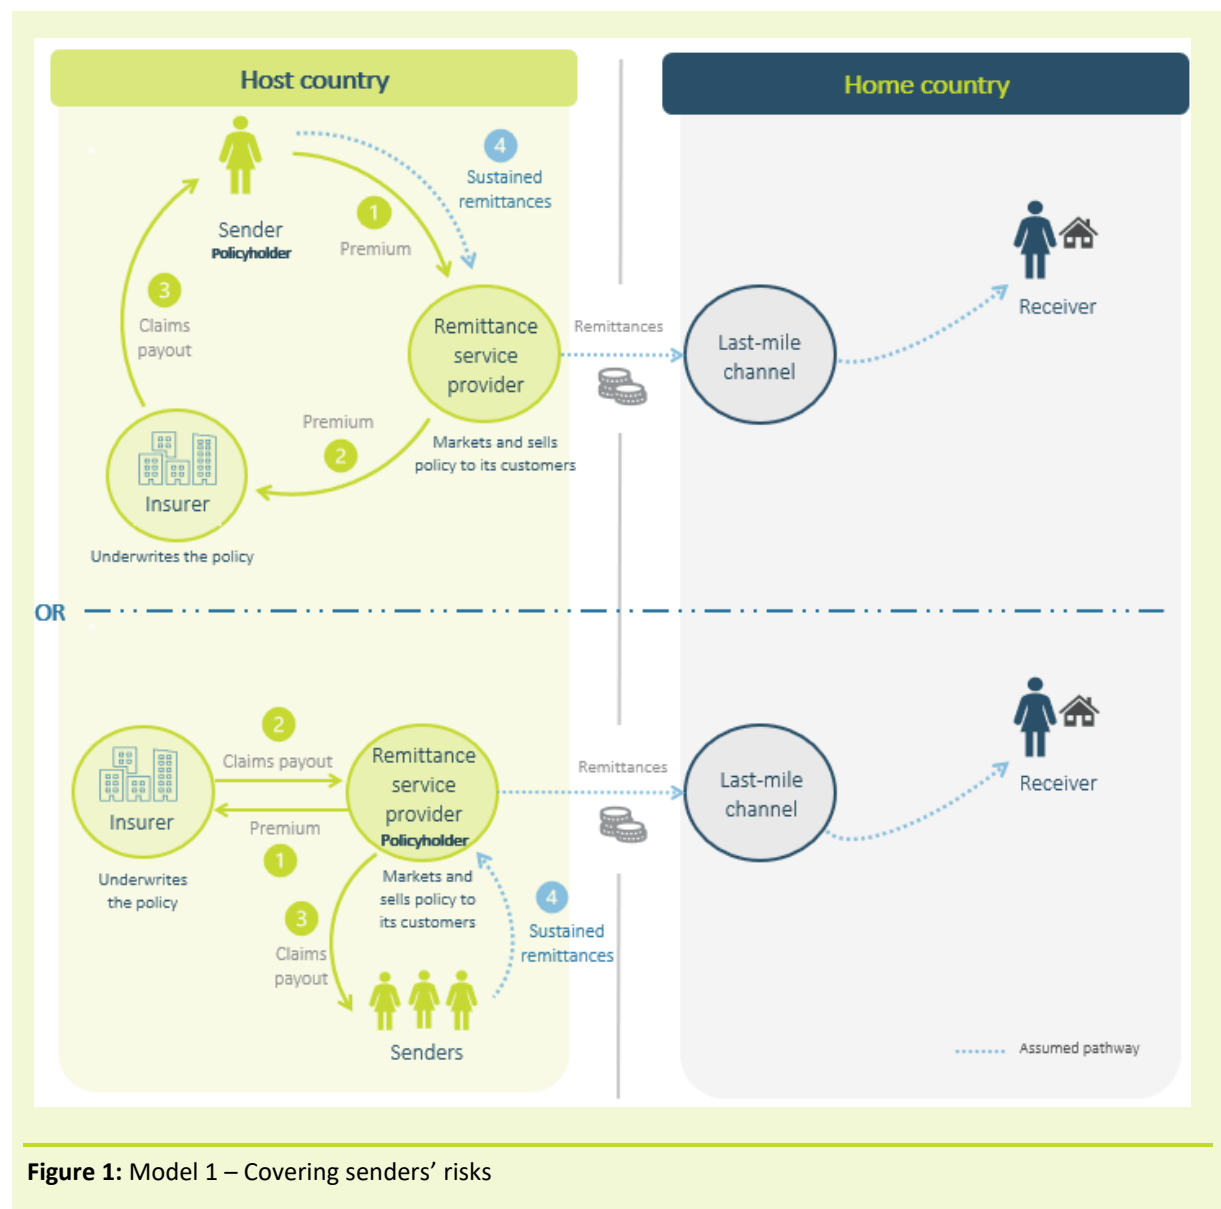 Host country
Home country
4
Sustained
remittances
1
Premium
Sender
Policyholder
3
Claims
payout
Remittance
service
provider
Markets and sells
policy to its customers
Premium
2
Insurer
Underwrites the policy
Remittances
Last-mile
channel
Receiver
OR
2
Claims payout
Insurer
Premium
1
Underwrites
the policy
Remittance
service
provider
Policyholder
Markets and
sells policy to
its customers
3
Claims
payout
4
Sustained
remittances
Senders
Remittances
Last-mile
channel
Receiver
Assumed pathway
Figure 1: Model 1 – Covering senders’ risks